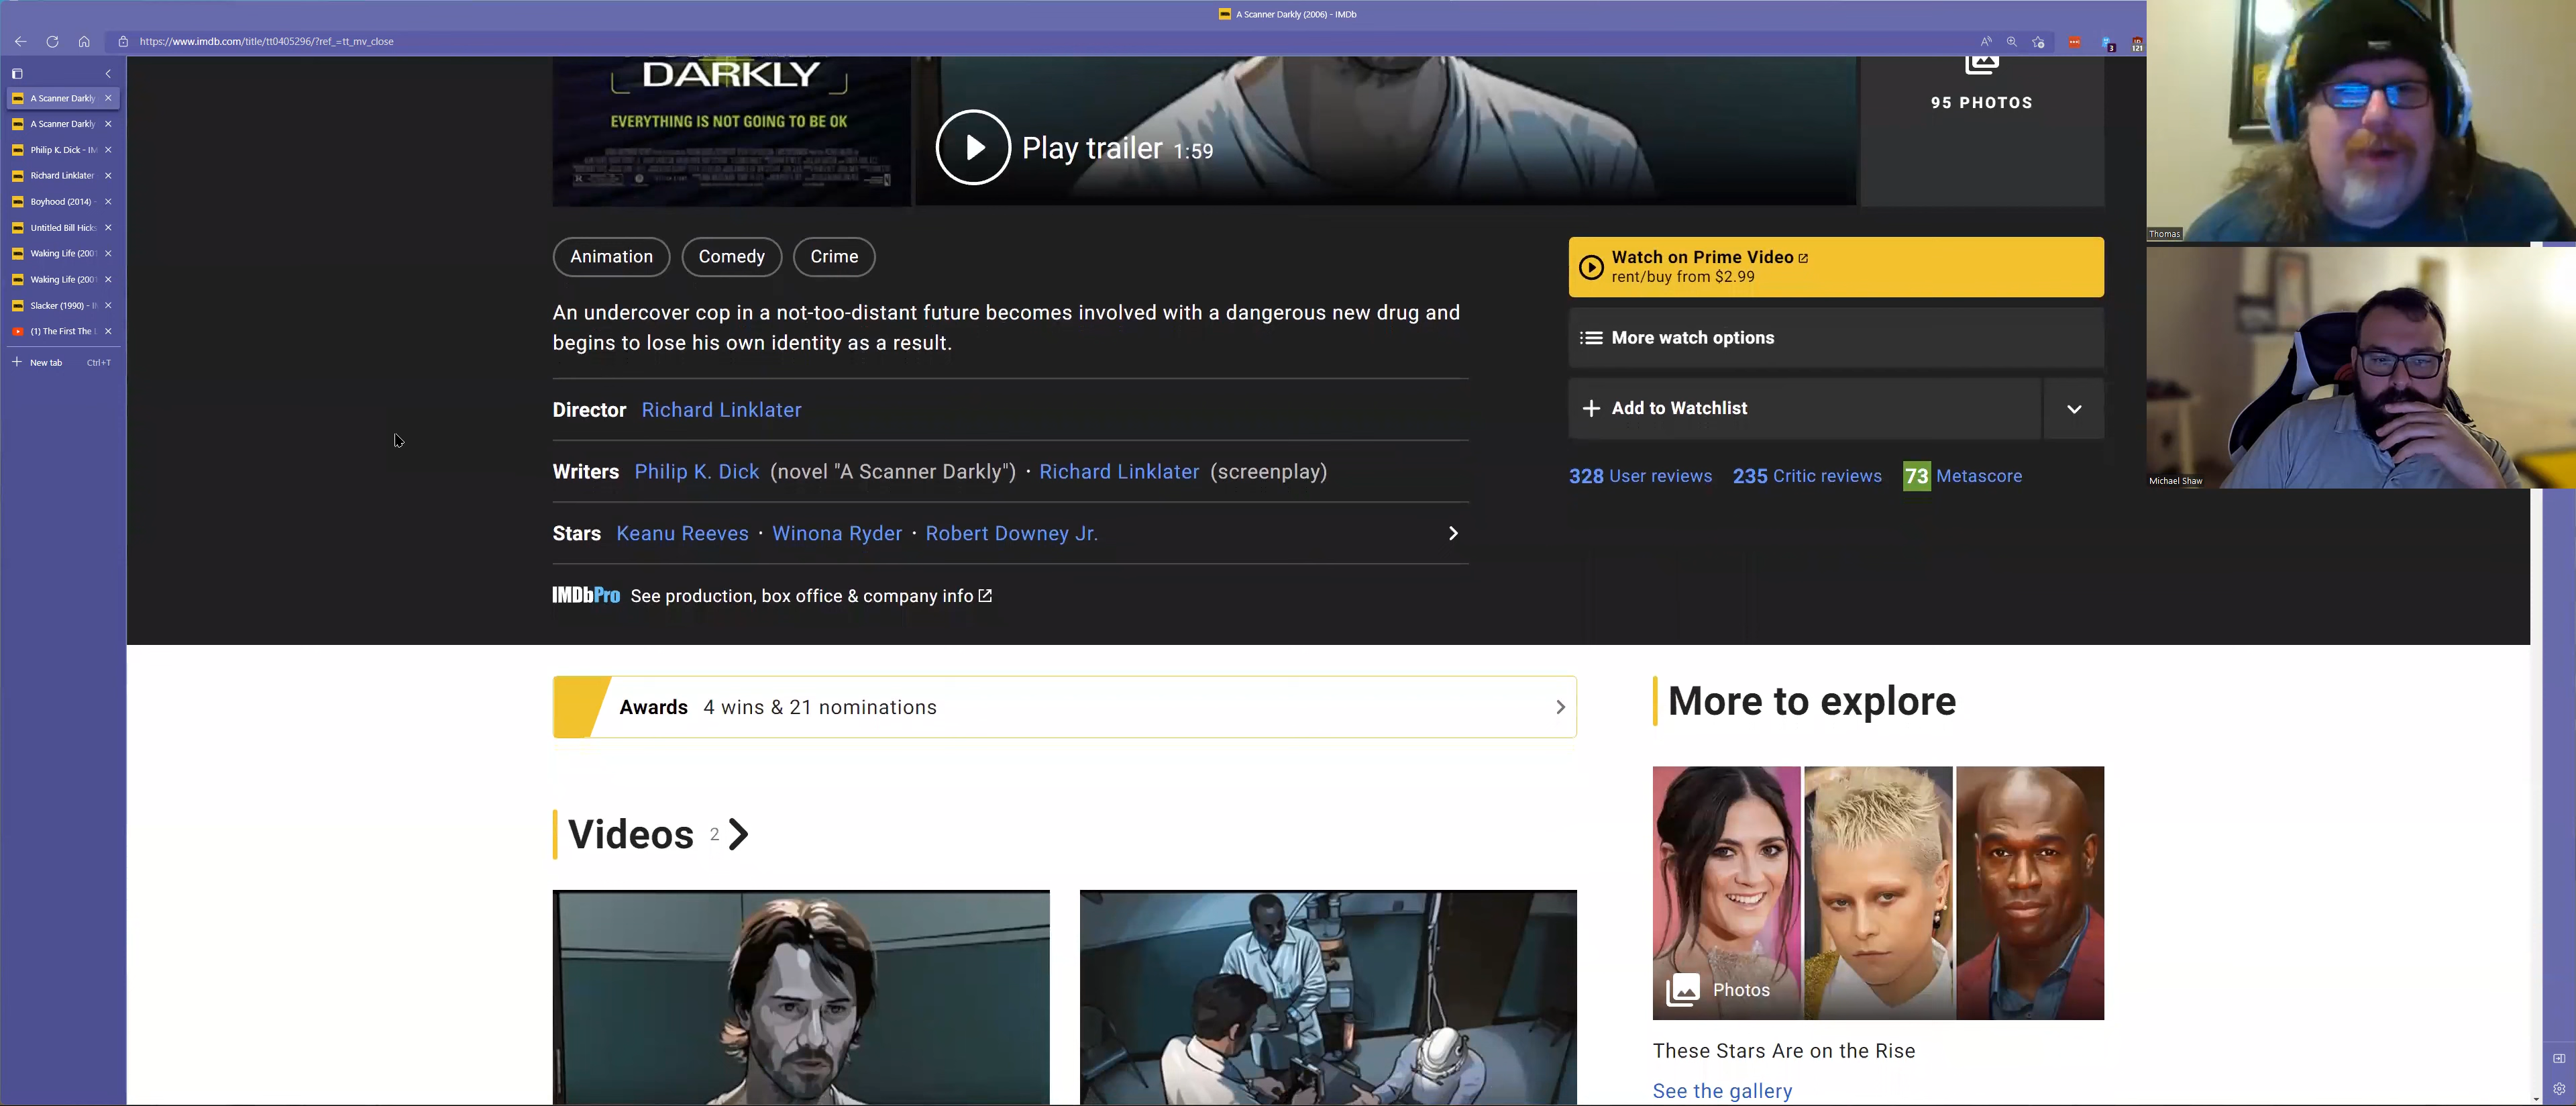 A Scanner Darkly (2006) - IMDb
https://www.imdb.com/title/tt0405296/?ref_=tt_mv_close
3
121
A Scanner Darkly
A Scanner Darkly
Philip K. Dick - IM
Richard Linklater
Boyhood (2014) -
Untitled Bill Hicks
Waking Life (2001
Waking Life (2001
Slacker (1990) - I
(1) The First The
New tab Ctrl+T
DARKLY
EVERYTHING IS NOT GOING TO BE OK
Play trailer 1:59
95 PHOTOS
Thomas
Michael Shaw
Animation
Comedy
Crime
An undercover cop in a not-too-distant future becomes involved with a dangerous new drug and
begins to lose his own identity as a result.
Director Richard Linklater
Writers Philip K. Dick (novel "A Scanner Darkly") · Richard Linklater (screenplay)
Stars Keanu Reeves · Winona Ryder · Robert Downey Jr.
IMDbPro See production, box office & company info
Watch on Prime Video
rent/buy from $2.99
More watch options
Add to Watchlist
328 User reviews 235 Critic reviews 73 Metascore
Awards 4 wins & 21 nominations
Videos 2
More to explore
Photos
These Stars Are on the Rise
See the gallery